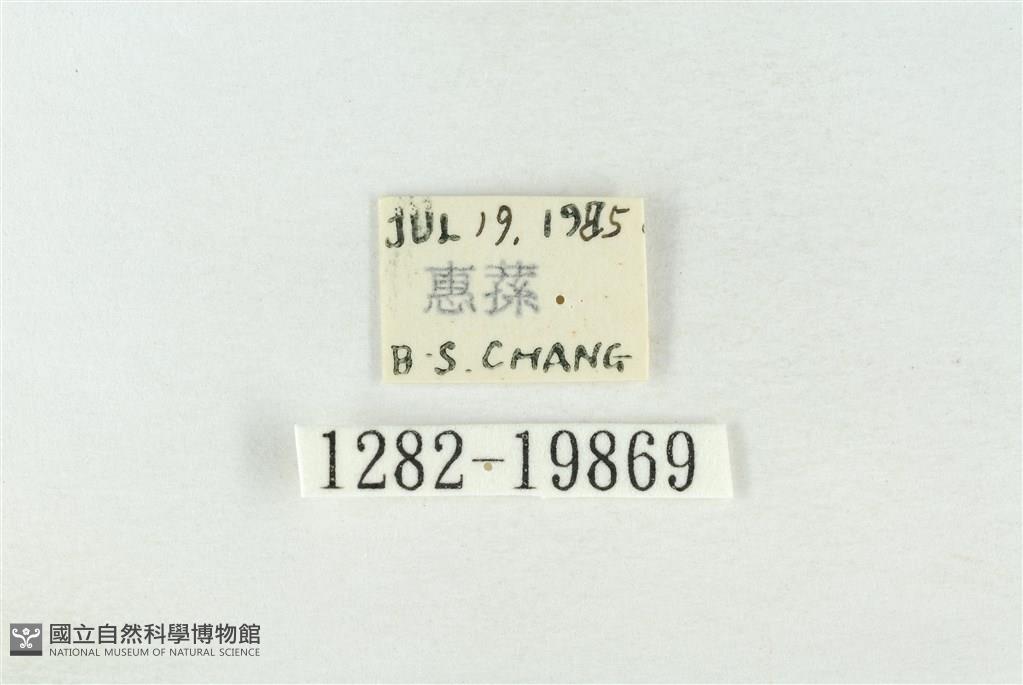 JUL 19, 1985
惠蓀
B.S. CHANG
1282-19869
國立自然科學博物館
NATIONAL MUSEUM OF NATURAL SCIENCE